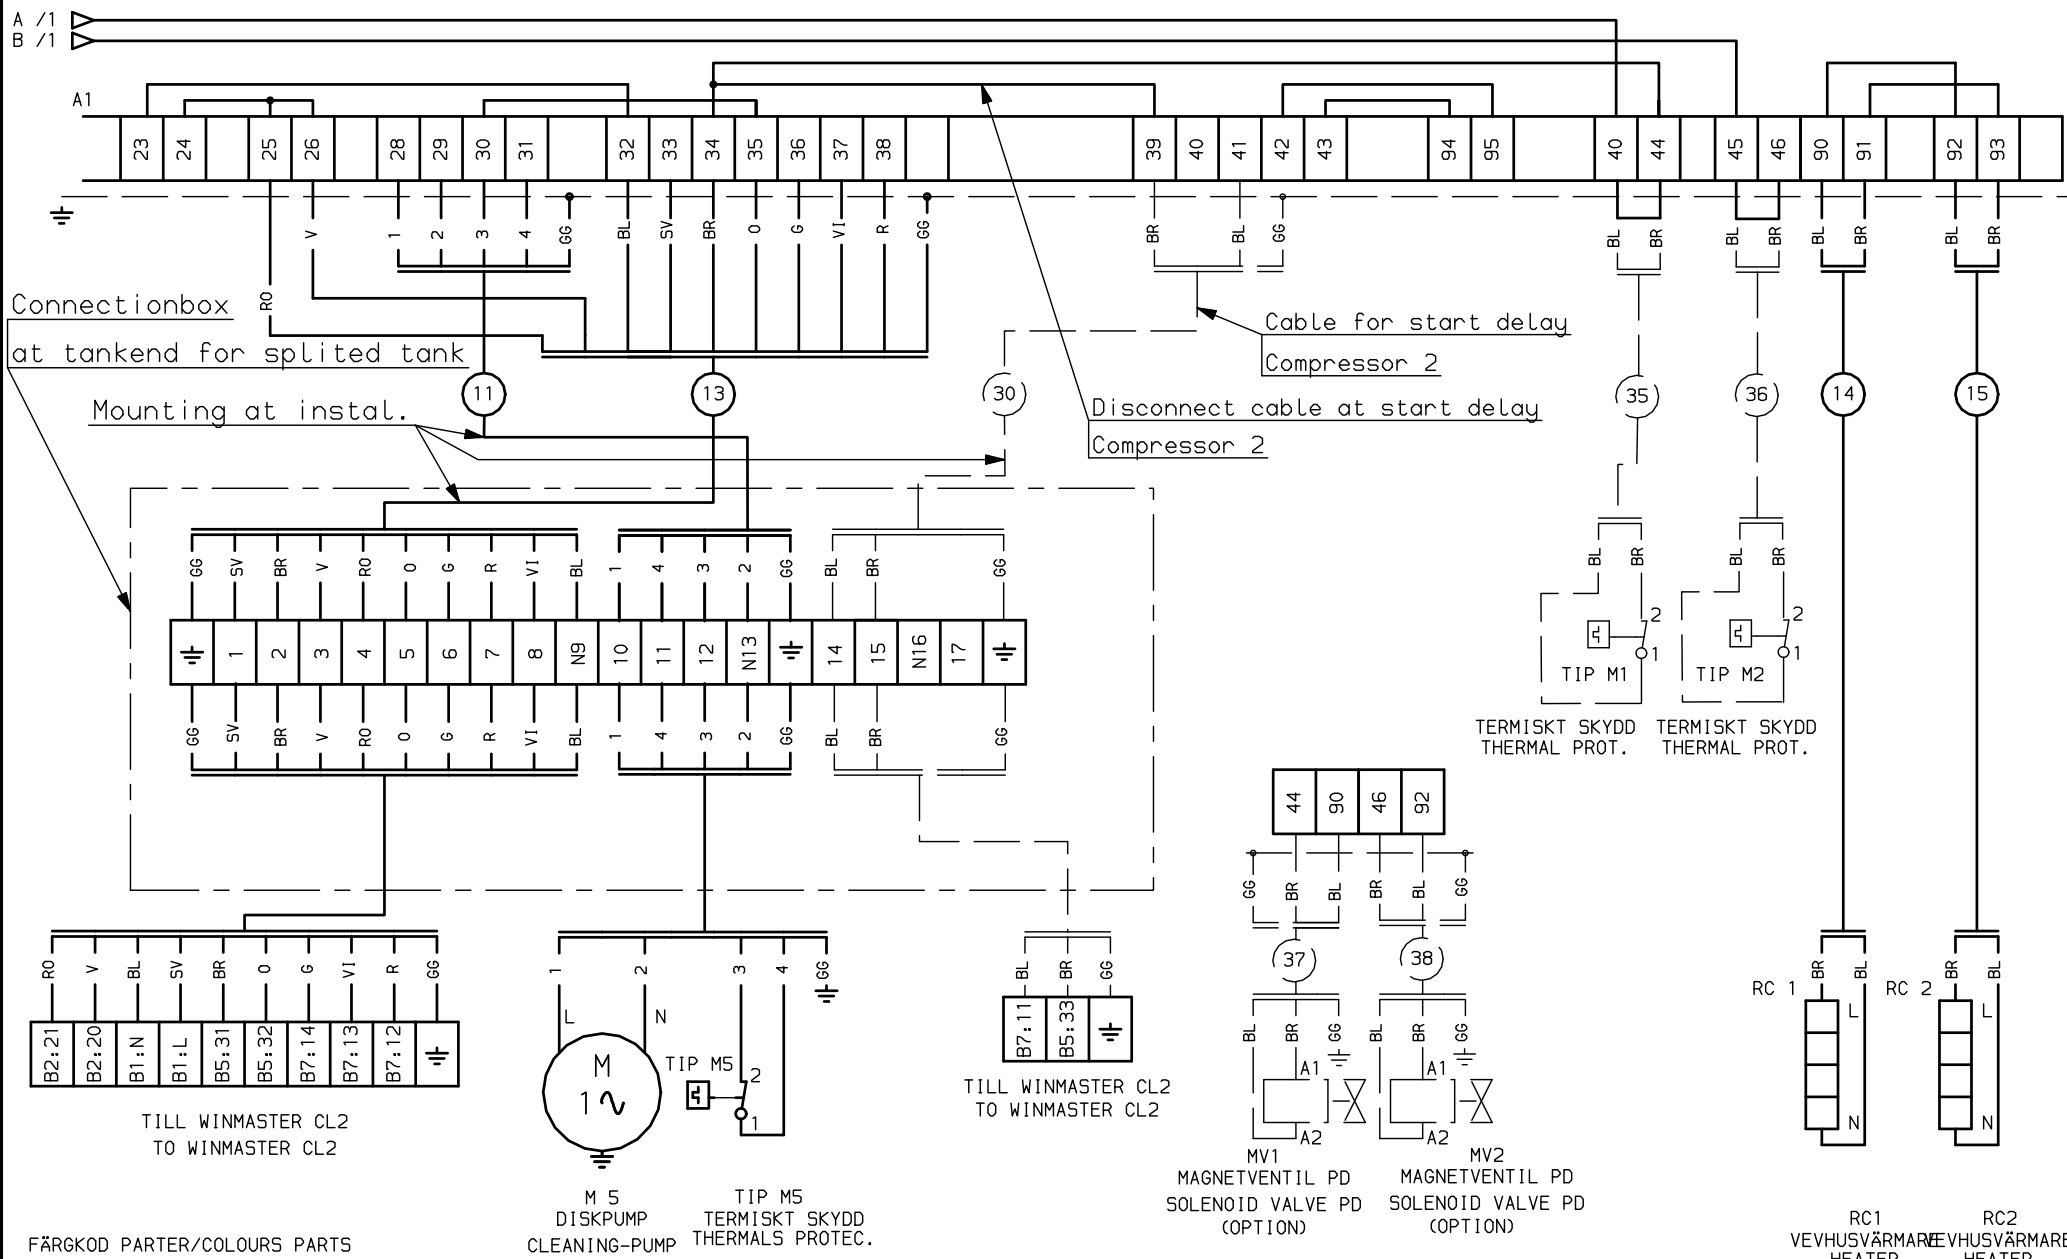 A /1
B /1
A1
23 24 25 26 28 29 30 31 32 33 34 35 36 37 38 39 40 41 42 43 94 95 40 44 45 46 90 91 92 93
RO V 1 2 3 4 GG BL SV BR O G VI R GG BR BL GG BL BR BL BR BL BR BL BR
Connectionbox
at tankend for splited tank
Cable for start delay
Compressor 2
11 13 30 35 36 14 15
Mounting at instal.
Disconnect cable at start delay
Compressor 2
GG SV BR V RO O G R VI BL 1 4 3 2 GG BL BR GG
BL BR BL BR
1 2 3 4 5 6 7 8 N9 10 11 12 N13 14 15 N16 17
2 2
1 1
TIP M1 TIP M2
GG SV BR V RO O G R VI BL 1 4 3 2 GG BL BR GG
TERMISKT SKYDD TERMISKT SKYDD
THERMAL PROT. THERMAL PROT.
44 90 46 92
GG BR BL BR BL GG
37 38
RO V BL SV BR O G VI R GG
1 2 3 4 GG
BL BR GG
BR BL BR BL
RC 1 RC 2
L N
L L
B2:21 B2:20 B1:N B1:L B5:31 B5:32 B7:14 B7:13 B7:12
B7:11 B5:33
BL BR GG BL BR GG
M
1
TIP M5
2
1
A1 A1
A2 A2
N N
TILL WINMASTER CL2
TO WINMASTER CL2
TILL WINMASTER CL2
TO WINMASTER CL2
MV1
MAGNETVENTIL PD
SOLENOID VALVE PD
(OPTION)
MV2
MAGNETVENTIL PD
SOLENOID VALVE PD
(OPTION)
M 5
DISKPUMP
CLEANING-PUMP
TIP M5
TERMISKT SKYDD
THERMALS PROTEC.
RC1
VEVHUSVÄRMARE
HEATER
RC2
VEVHUSVÄRMARE
HEATER
FÄRGKOD PARTER/COLOURS PARTS